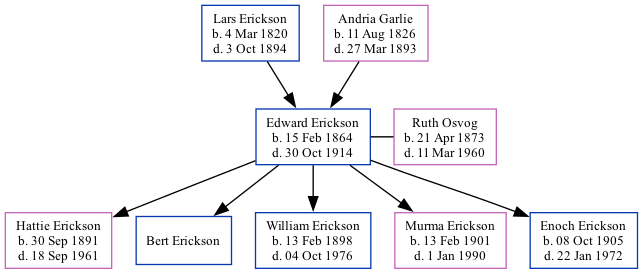 Lars Erickson
b. 4 Mar 1820
d. 3 Oct 1894
Andria Garlie
b. 11 Aug 1826
d. 27 Mar 1893
Edward Erickson
b. 15 Feb 1864
d. 30 Oct 1914
Ruth Osvog
b. 21 Apr 1873
d. 11 Mar 1960
Hattie Erickson
b. 30 Sep 1891
d. 18 Sep 1961
Bert Erickson
William Erickson
b. 13 Feb 1898
d. 04 Oct 1976
Murma Erickson
b. 13 Feb 1901
d. 1 Jan 1990
Enoch Erickson
b. 08 Oct 1905
d. 22 Jan 1972